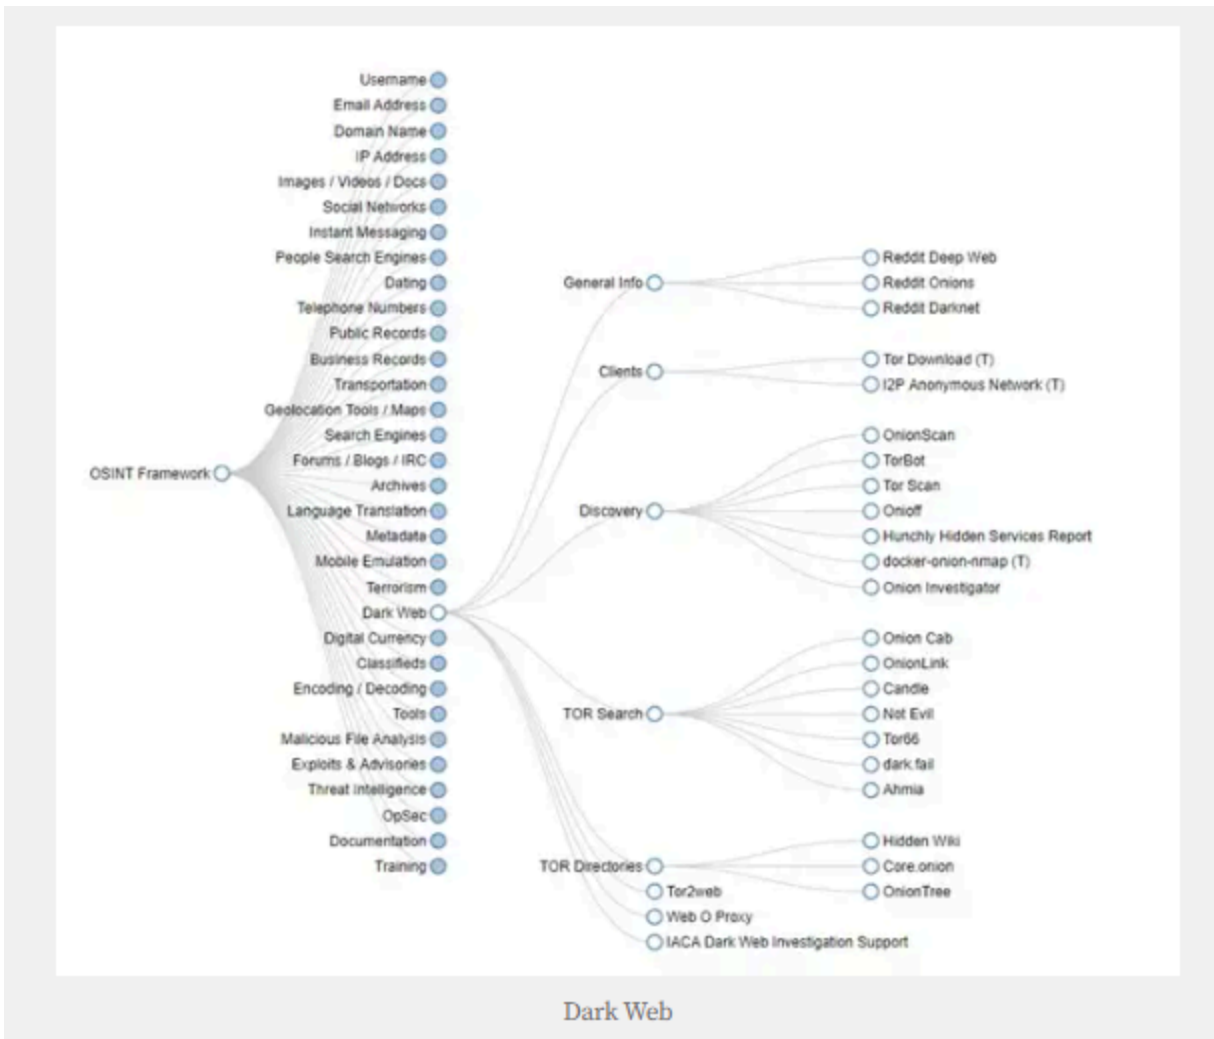 Username
Email Address
Domain Name
IP Address
Images / Videos / Docs
Social Networks
Instant Messaging
People Search Engines
Dating
Telephone Numbers
Public Records
Business Records
Transportation
Geolocation Tools / Maps
Search Engines
Forums / Blogs / IRC
OSINT Framework
Archives
Language Translation
Metadata
Mobile Emulation
Terrorism
Dark Web
Digital Currency
Classifieds
Encoding / Decoding
Tools
Malicious File Analysis
Exploits & Advisories
Threat Intelligence
OpSec
Documentation
Training
General Info
Reddit Deep Web
Reddit Onions
Reddit Darknet
Clients
Tor Download (T)
I2P Anonymous Network (T)
Discovery
OnionScan
TorBot
Tor Scan
Onioff
Hunchly Hidden Services Report
docker-onion-nmap (T)
Onion Investigator
TOR Search
Onion Cab
OnionLink
Candle
Not Evil
Tor66
dark.fail
Ahmia
TOR Directories
Hidden Wiki
Core.onion
OnionTree
Tor2web
Web O Proxy
IACA Dark Web Investigation Support
Dark Web